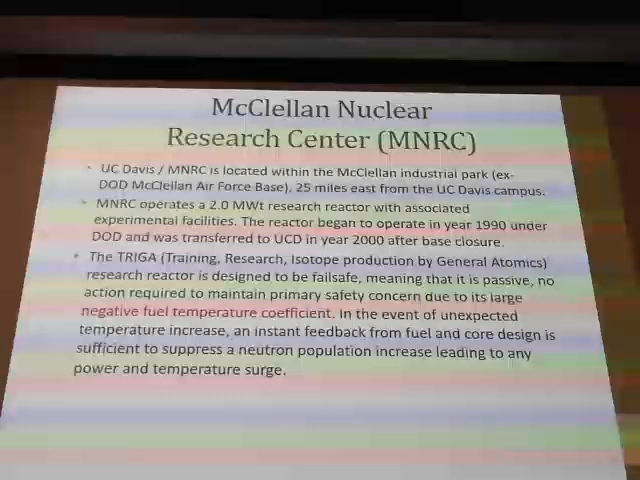 McClellan Nuclear
Research Center (MNRC)
• UC Davis / MNRC is located within the McClellan industrial park (ex-
DOD McClellan Air Force Base), 25 miles east from the UC Davis campus.
• MNRC operates a 2.0 MWt research reactor with associated
experimental facilities. The reactor began to operate in year 1990 under
DOD and was transferred to UCD in year 2000 after base closure.
• The TRIGA (Training, Research, Isotope production by General Atomics)
research reactor is designed to be failsafe, meaning that it is passive, no
action required to maintain primary safety concern due to its large
negative fuel temperature coefficient. In the event of unexpected
temperature increase, an instant feedback from fuel and core design is
sufficient to suppress a neutron population increase leading to any
power and temperature surge.